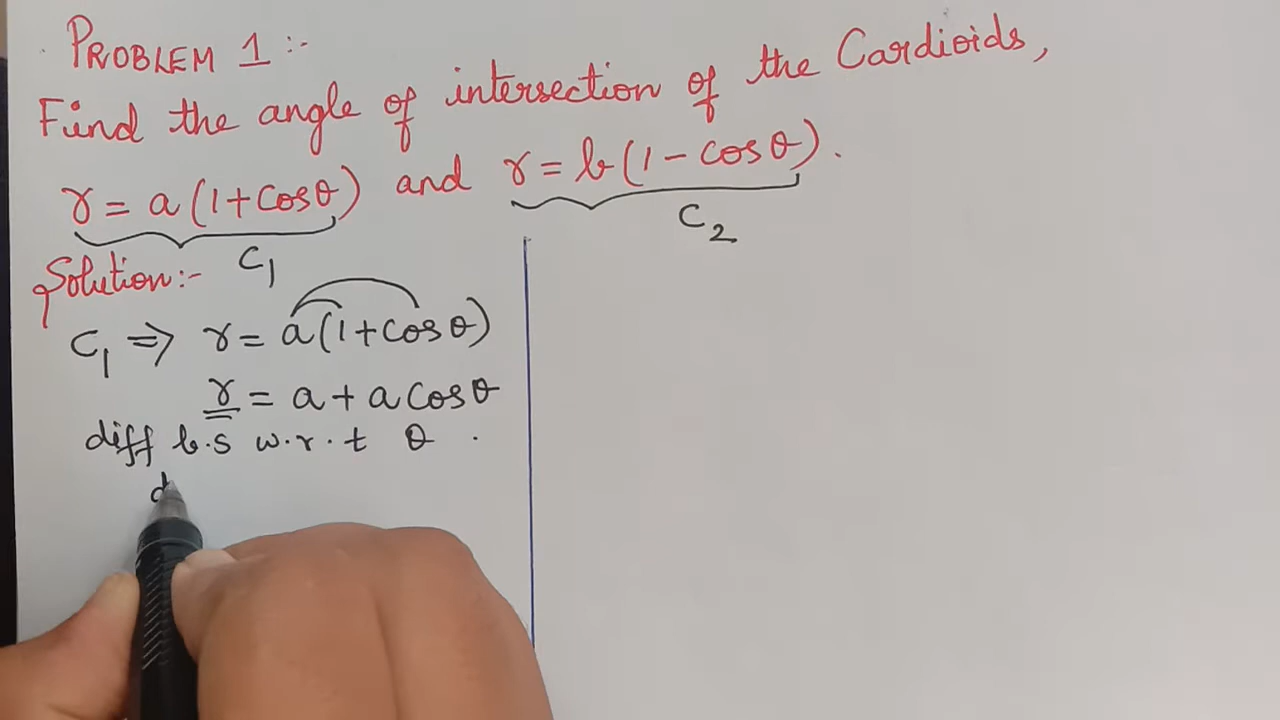 PROBLEM 1 :-
Find the angle of intersection of the Cardioids,
r = a (1+Cosθ) and r = b (1 - cosθ).
C₁
C₂
Solution:-
C₁ ⇒ r = a(1+cosθ)
r = a + a Cosθ
diff b.s w.r.t θ .
d